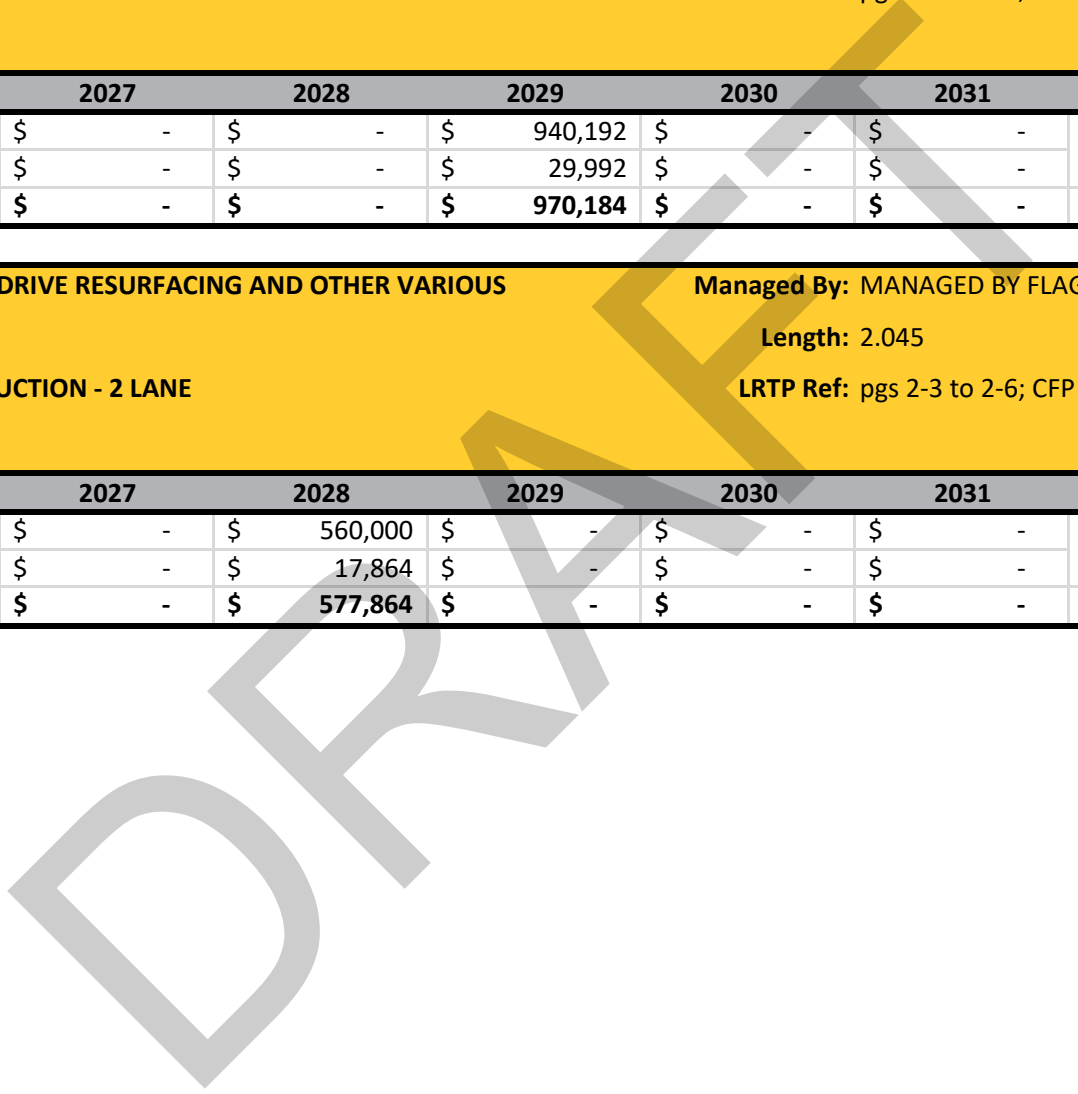 2027 2028 2029 2030 2031
$ - $ - $ 940,192 $ - $ -
$ - $ - $ 29,992 $ - $ -
$ - $ - $ 970,184 $ - $ -
DRIVE RESURFACING AND OTHER VARIOUS Managed By: MANAGED BY FLAG
Length: 2.045
UCTION - 2 LANE LRTP Ref: pgs 2-3 to 2-6; CFP
2027 2028 2029 2030 2031
$ - $ 560,000 $ - $ - $ -
$ - $ 17,864 $ - $ - $ -
$ - $ 577,864 $ - $ - $ -
DRAFT